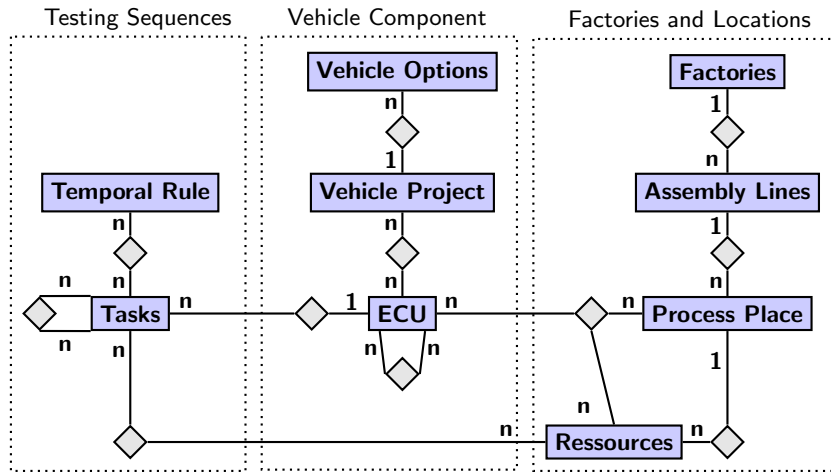 Testing Sequences Vehicle Component Factories and Locations
Vehicle Options Factories
n 1
1 n
Temporal Rule Vehicle Project Assembly Lines
n n 1
n n n n
Tasks n 1 ECU n n Process Place
n n n n 1
n
n n
Ressources